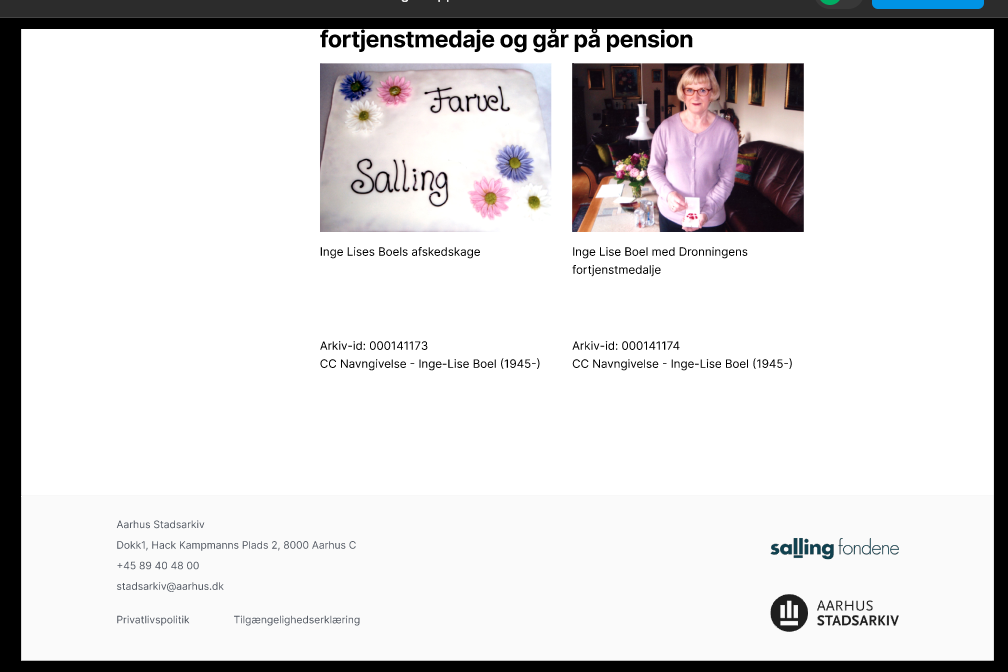 fortjenstmedaje og går på pension
Farvel
Salling
Inge Lises Boels afskedskage
Inge Lise Boel med Dronningens
fortjenstmedalje
Arkiv-id: 000141173
CC Navngivelse - Inge-Lise Boel (1945-)
Arkiv-id: 000141174
CC Navngivelse - Inge-Lise Boel (1945-)
Aarhus Stadsarkiv
Dokk1, Hack Kampmanns Plads 2, 8000 Aarhus C
+45 89 40 48 00
stadsarkiv@aarhus.dk
Privatlivspolitik
Tilgængelighedserklæring
salling fondene
AARHUS
STADSARKIV